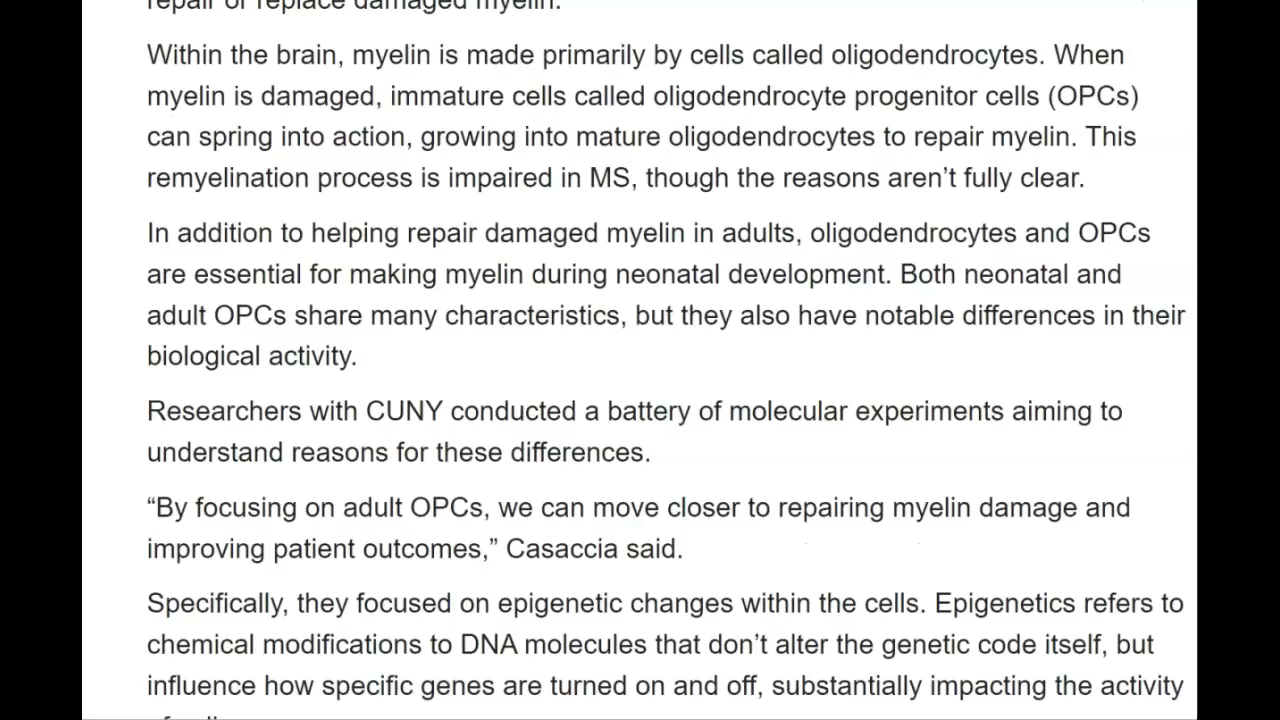 repair or replace damaged myelin.
Within the brain, myelin is made primarily by cells called oligodendrocytes. When
myelin is damaged, immature cells called oligodendrocyte progenitor cells (OPCs)
can spring into action, growing into mature oligodendrocytes to repair myelin. This
remyelination process is impaired in MS, though the reasons aren’t fully clear.
In addition to helping repair damaged myelin in adults, oligodendrocytes and OPCs
are essential for making myelin during neonatal development. Both neonatal and
adult OPCs share many characteristics, but they also have notable differences in their
biological activity.
Researchers with CUNY conducted a battery of molecular experiments aiming to
understand reasons for these differences.
“By focusing on adult OPCs, we can move closer to repairing myelin damage and
improving patient outcomes,” Casaccia said.
Specifically, they focused on epigenetic changes within the cells. Epigenetics refers to
chemical modifications to DNA molecules that don’t alter the genetic code itself, but
influence how specific genes are turned on and off, substantially impacting the activity